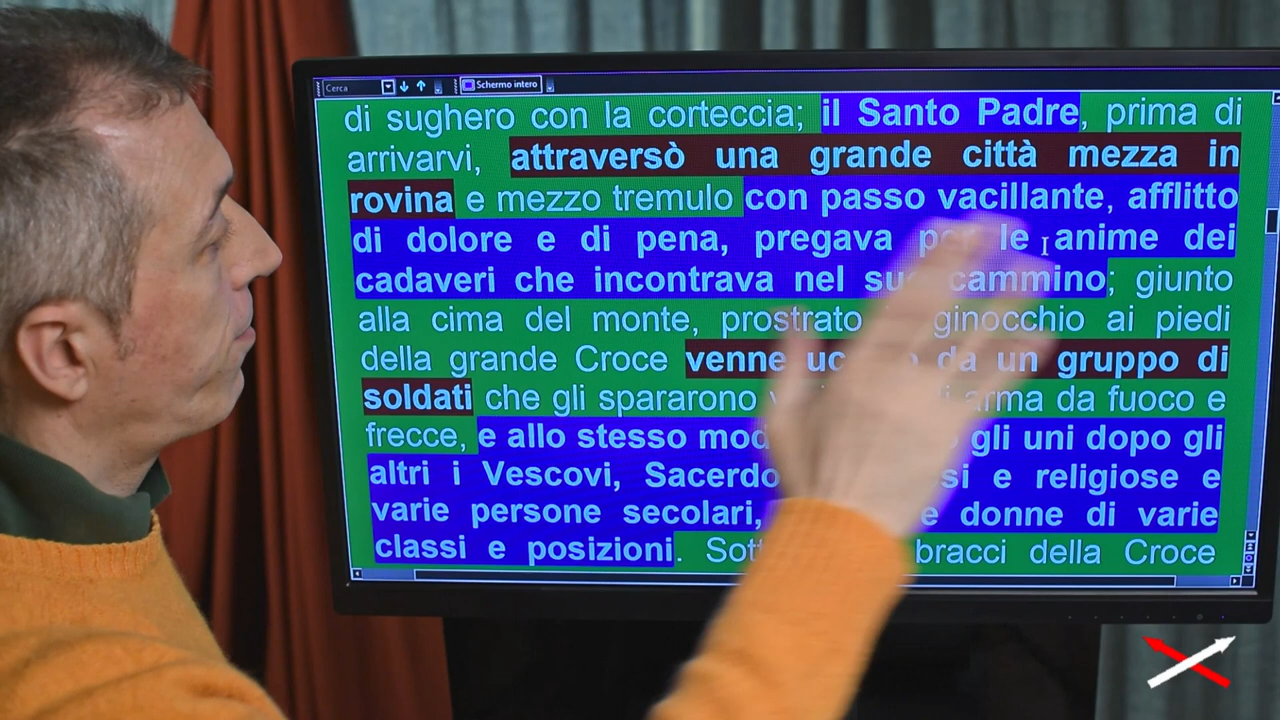 Cerca
Schermo intero
di sughero con la corteccia; il Santo Padre, prima di
arrivarvi, attraversò una grande città mezza in
rovina e mezzo tremulo con passo vacillante, afflitto
di dolore e di pena, pregava per le anime dei
cadaveri che incontrava nel suo cammino; giunto
alla cima del monte, prostrato ginocchio ai piedi
della grande Croce venne da un gruppo di
soldati che gli spararono arma da fuoco e
frecce, e allo stesso gli uni dopo gli
altri i Vescovi, e religiose e
varie persone secolari, e donne di varie
classi e posizioni. bracci della Croce